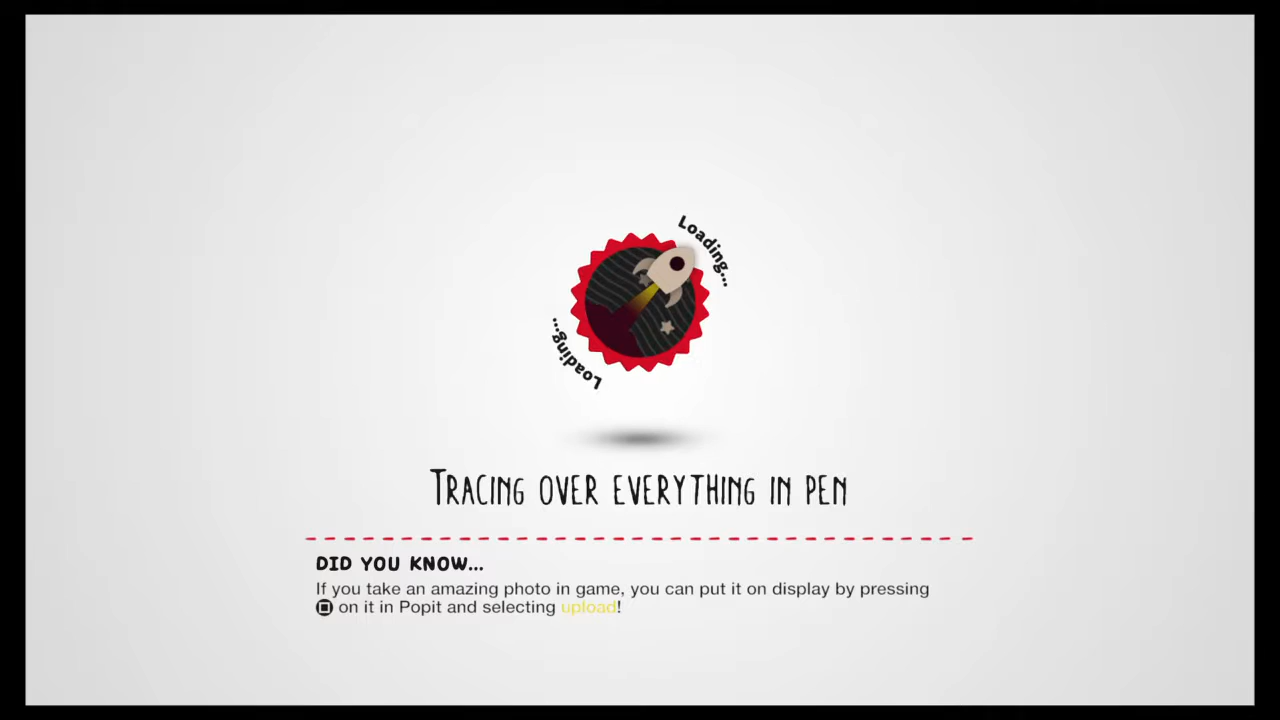 Loading...
Loading...
Tracing over everything in pen
DID YOU KNOW...
If you take an amazing photo in game, you can put it on display by pressing
on it in Popit and selecting upload!